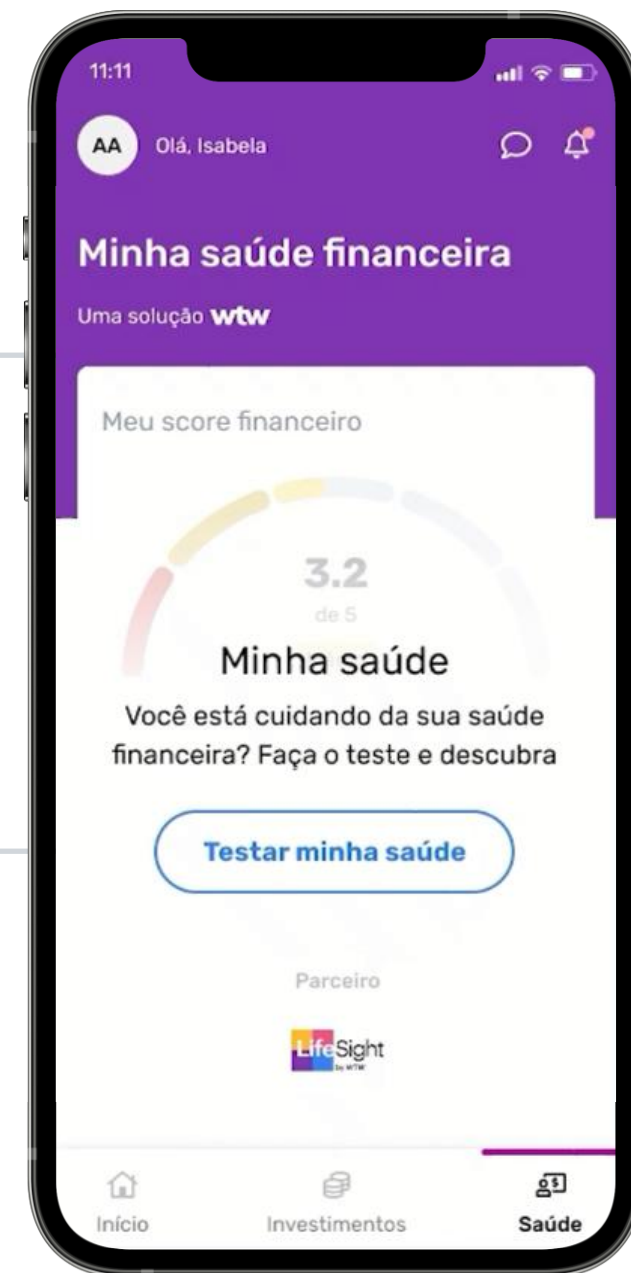 11:11
AA
Olá, Isabela
Minha saúde financeira
Uma solução wtw
Meu score financeiro
3.2
de 5
Minha saúde
Você está cuidando da sua saúde
financeira? Faça o teste e descubra
Testar minha saúde
Parceiro
LifeSight
by WTW
Início
Investimentos
Saúde